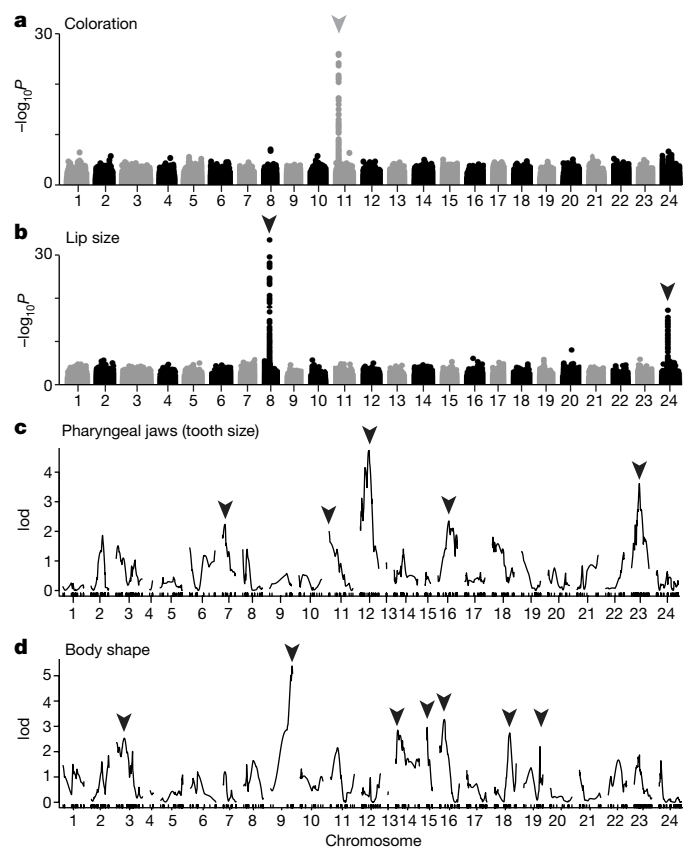 a Coloration
30
–log10P
0
1 2 3 4 5 6 7 8 9 10 11 12 13 14 15 16 17 18 19 20 21 22 23 24
b Lip size
30
–log10P
0
1 2 3 4 5 6 7 8 9 10 11 12 13 14 15 16 17 18 19 20 21 22 23 24
c Pharyngeal jaws (tooth size)
4
3
lod
2
1
0
1 2 3 4 5 6 7 8 9 10 11 12 13 14 15 16 17 18 19 20 21 22 23 24
d Body shape
5
4
lod
3
2
1
0
1 2 3 4 5 6 7 8 9 10 11 12 13 14 15 16 17 18 19 20 21 22 23 24
Chromosome